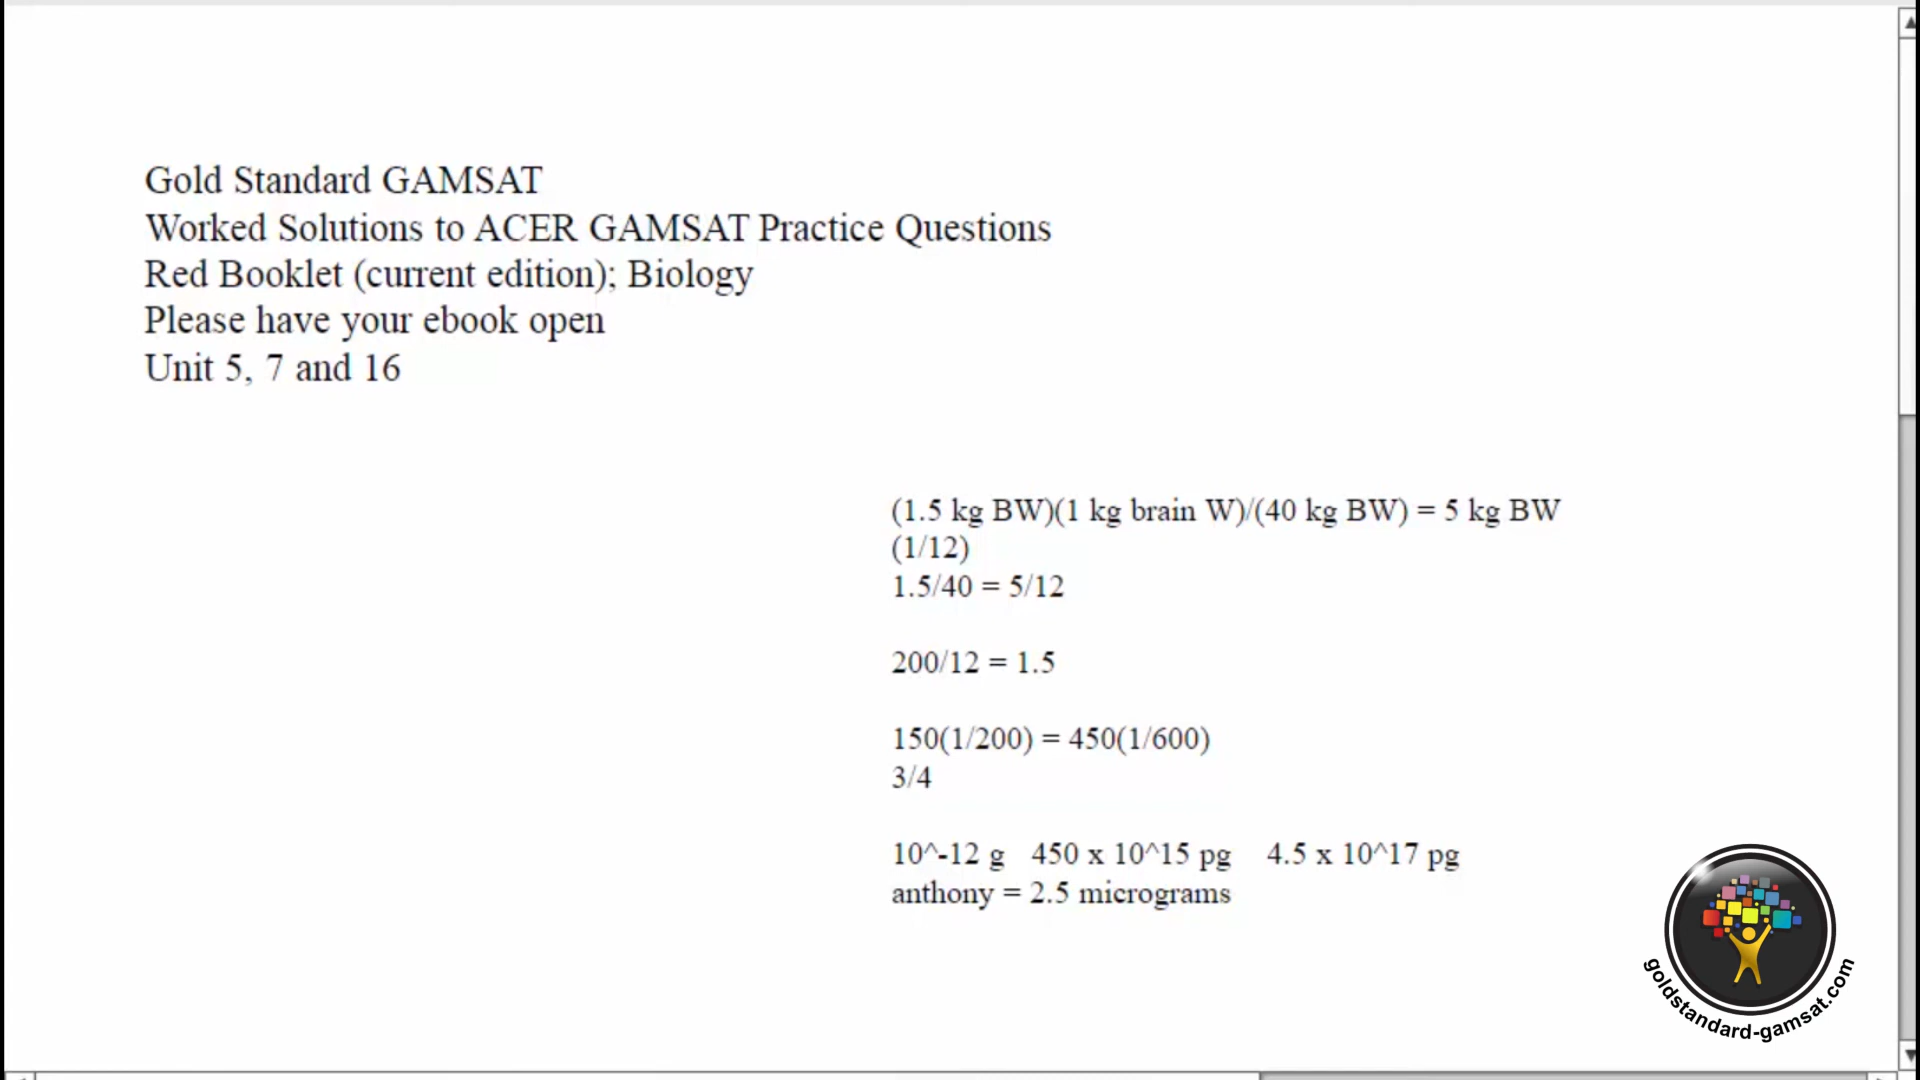 Gold Standard GAMSAT
Worked Solutions to ACER GAMSAT Practice Questions
Red Booklet (current edition); Biology
Please have your ebook open
Unit 5, 7 and 16
(1.5 kg BW)(1 kg brain W)/(40 kg BW) = 5 kg BW
(1/12)
1.5/40 = 5/12
200/12 = 1.5
150(1/200) = 450(1/600)
3/4
10^-12 g 450 x 10^15 pg 4.5 x 10^17 pg
anthony = 2.5 micrograms
goldstandard-gamsat.com